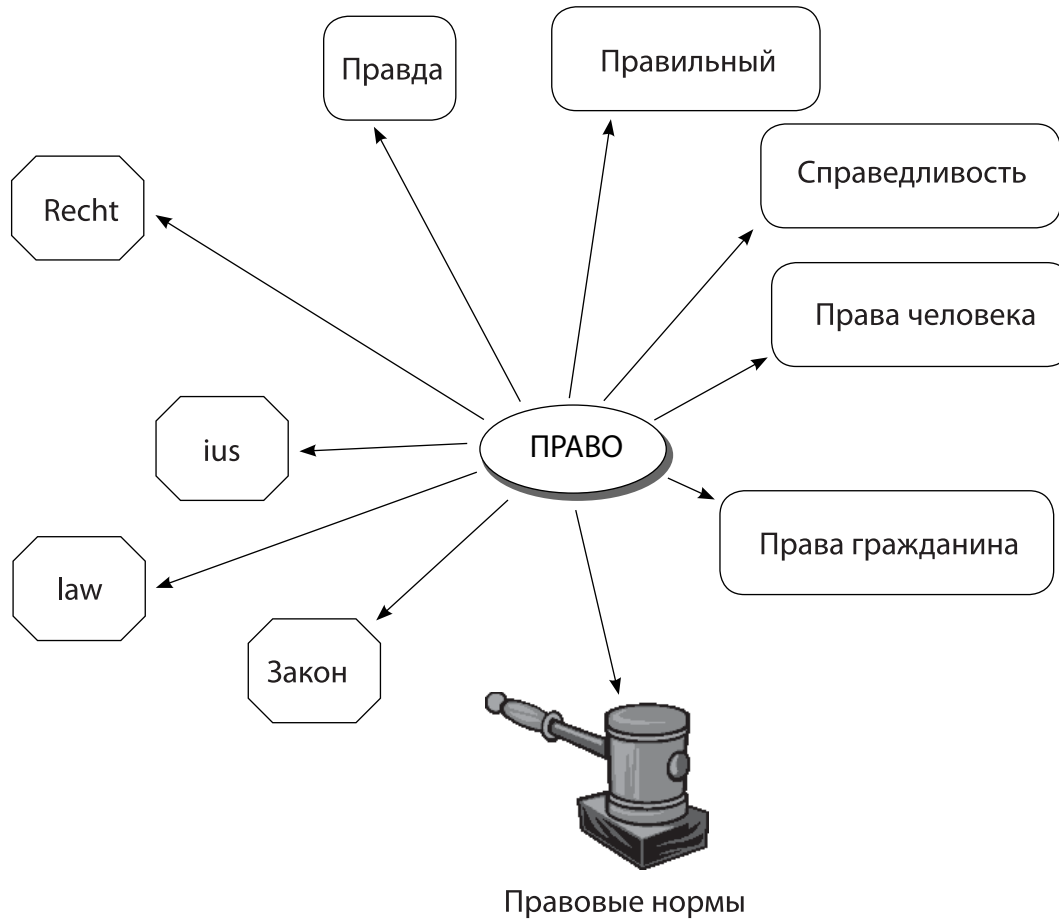 Правда
Правильный
Справедливость
Recht
Права человека
ius
ПРАВО
Права гражданина
law
Закон
Правовые нормы